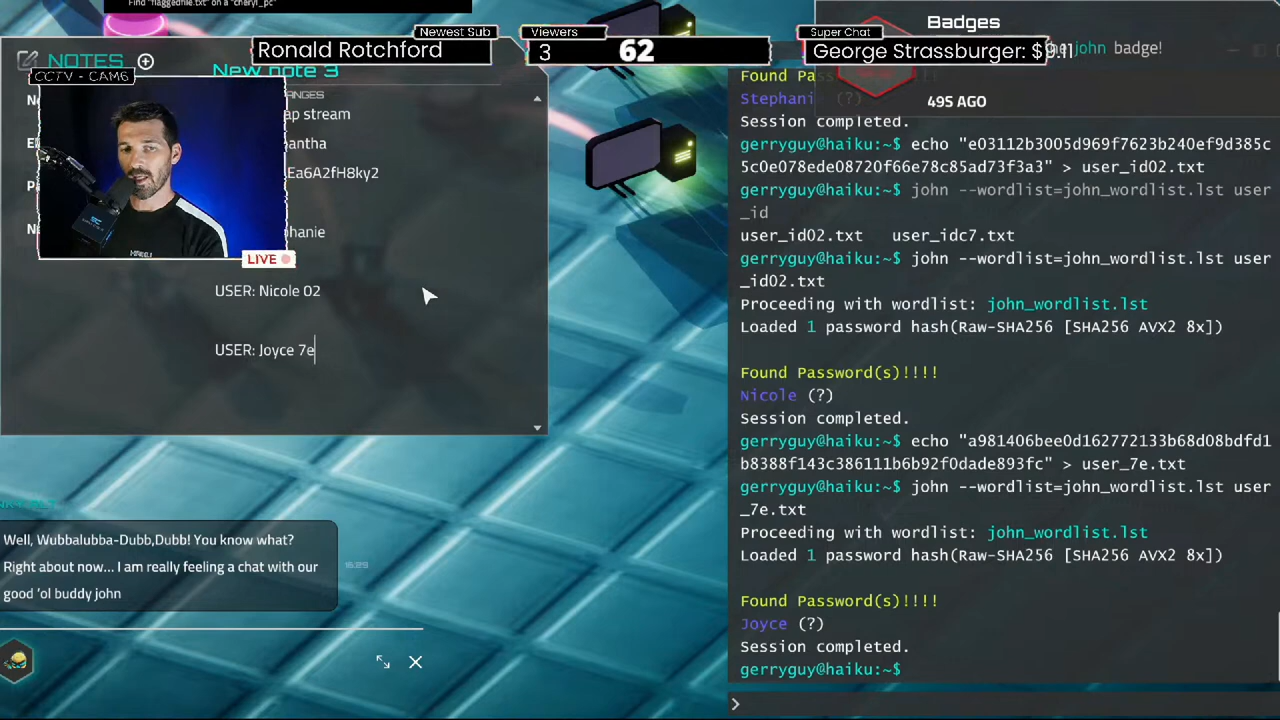 Find "flaggedfile.txt" on a "cheryl_pc"
Newest Sub
Ronald Rotchford
Viewers
3
62
Super Chat
George Strassburger: $9.11
Badges
john badge!
49S AGO
NOTES
CCTV - CAM6
New note 3
ap stream
antha
Ea6A2fH8ky2
hanie
LIVE
USER: Nicole 02
USER: Joyce 7e
Well, Wubbalubba-Dubb,Dubb! You know what?
Right about now... I am really feeling a chat with our
good 'ol buddy john
16:29
Found Pas
Stephani (?)
Session completed.
gerryguy@haiku:~$ echo "e03112b3005d969f7623b240ef9d385c
5c0e078ede08720f66e78c85ad73f3a3" > user_id02.txt
gerryguy@haiku:~$ john --wordlist=john_wordlist.lst user
_id
user_id02.txt user_idc7.txt
gerryguy@haiku:~$ john --wordlist=john_wordlist.lst user
_id02.txt
Proceeding with wordlist: john_wordlist.lst
Loaded 1 password hash(Raw-SHA256 [SHA256 AVX2 8x])
Found Password(s)!!!!
Nicole (?)
Session completed.
gerryguy@haiku:~$ echo "a981406bee0d162772133b68d08bdfd1
b8388f143c386111b6b92f0dade893fc" > user_7e.txt
gerryguy@haiku:~$ john --wordlist=john_wordlist.lst user
_7e.txt
Proceeding with wordlist: john_wordlist.lst
Loaded 1 password hash(Raw-SHA256 [SHA256 AVX2 8x])
Found Password(s)!!!!
Joyce (?)
Session completed.
gerryguy@haiku:~$